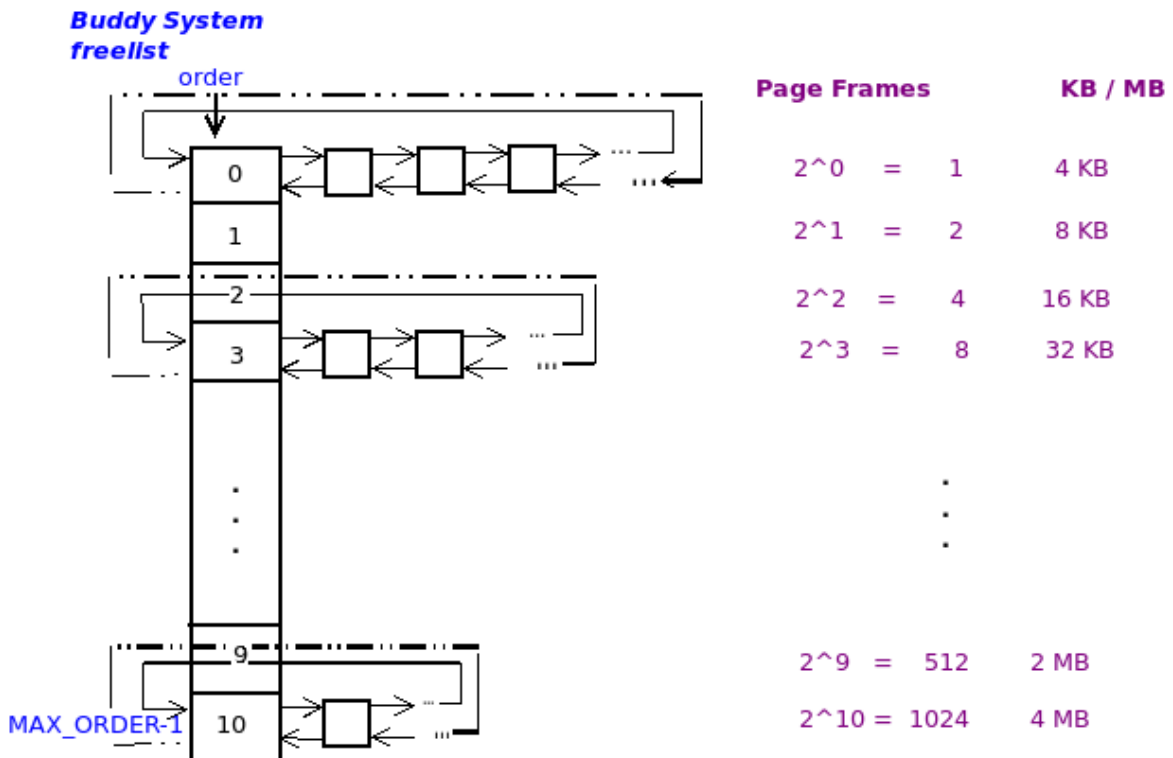 Buddy System
freelist
order
Page Frames KB / MB
0 ... ... 2^0 = 1 4 KB
1 2^1 = 2 8 KB
2 2^2 = 4 16 KB
3 ... ... 2^3 = 8 32 KB
. .
. .
. .
9 2^9 = 512 2 MB
MAX_ORDER-1 10 ... ... 2^10 = 1024 4 MB